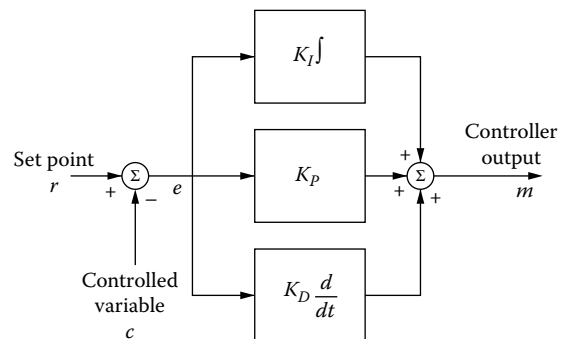 K_I ∫
Set point
r
+
Σ
−
e
K_P
+
+
Σ
+
Controller
output
m
Controlled
variable
c
K_D d/dt